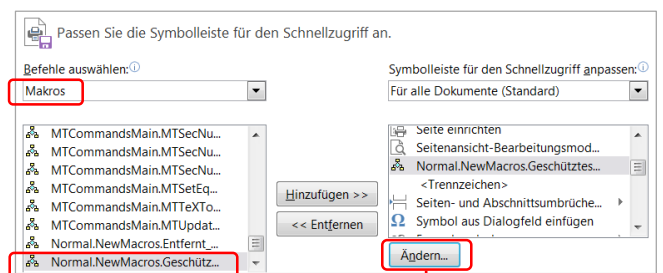 Passen Sie die Symbolleiste für den Schnellzugriff an.
Befehle auswählen:
Makros
MTCommandsMain.MTSecNu...
MTCommandsMain.MTSecNu...
MTCommandsMain.MTSecNu...
MTCommandsMain.MTSetEq...
MTCommandsMain.MTTeXTo...
MTCommandsMain.MTUpdat...
Normal.NewMacros.Entfernt_...
Normal.NewMacros.Geschütz...
Hinzufügen >>
<< Entfernen
Symbolleiste für den Schnellzugriff anpassen:
Für alle Dokumente (Standard)
Seite einrichten
Seitenansicht-Bearbeitungsmod...
Normal.NewMacros.Geschütztes...
<Trennzeichen>
Seiten- und Abschnittsumbrüche...
Symbol aus Dialogfeld einfügen
Ändern...